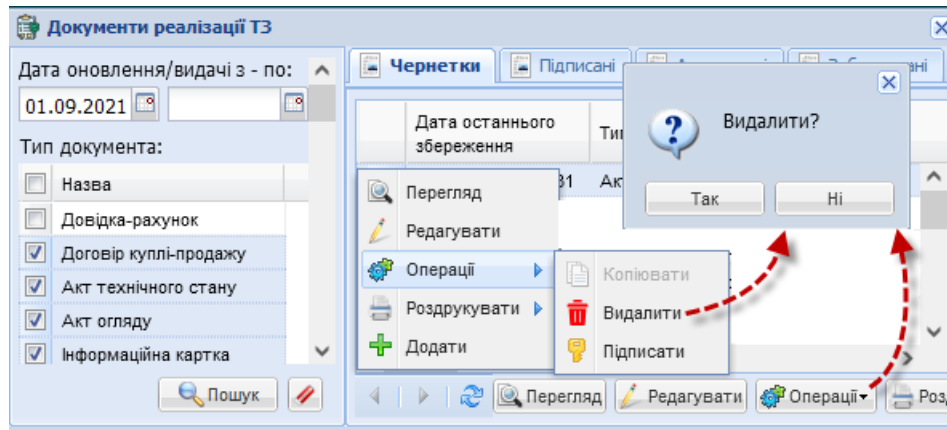 Документи реалізації ТЗ
Дата оновлення/видачі з - по:
01.09.2021
Тип документа:
Назва
Довідка-рахунок
Договір куплі-продажу
Акт технічного стану
Акт огляду
Інформаційна картка
Пошук
Чернетки
Підписані
Дата останнього
збереження
Видалити?
Так
Ні
Перегляд
Редагувати
Операції
Роздрукувати
Додати
Копіювати
Видалити
Підписати
Перегляд
Редагувати
Операції